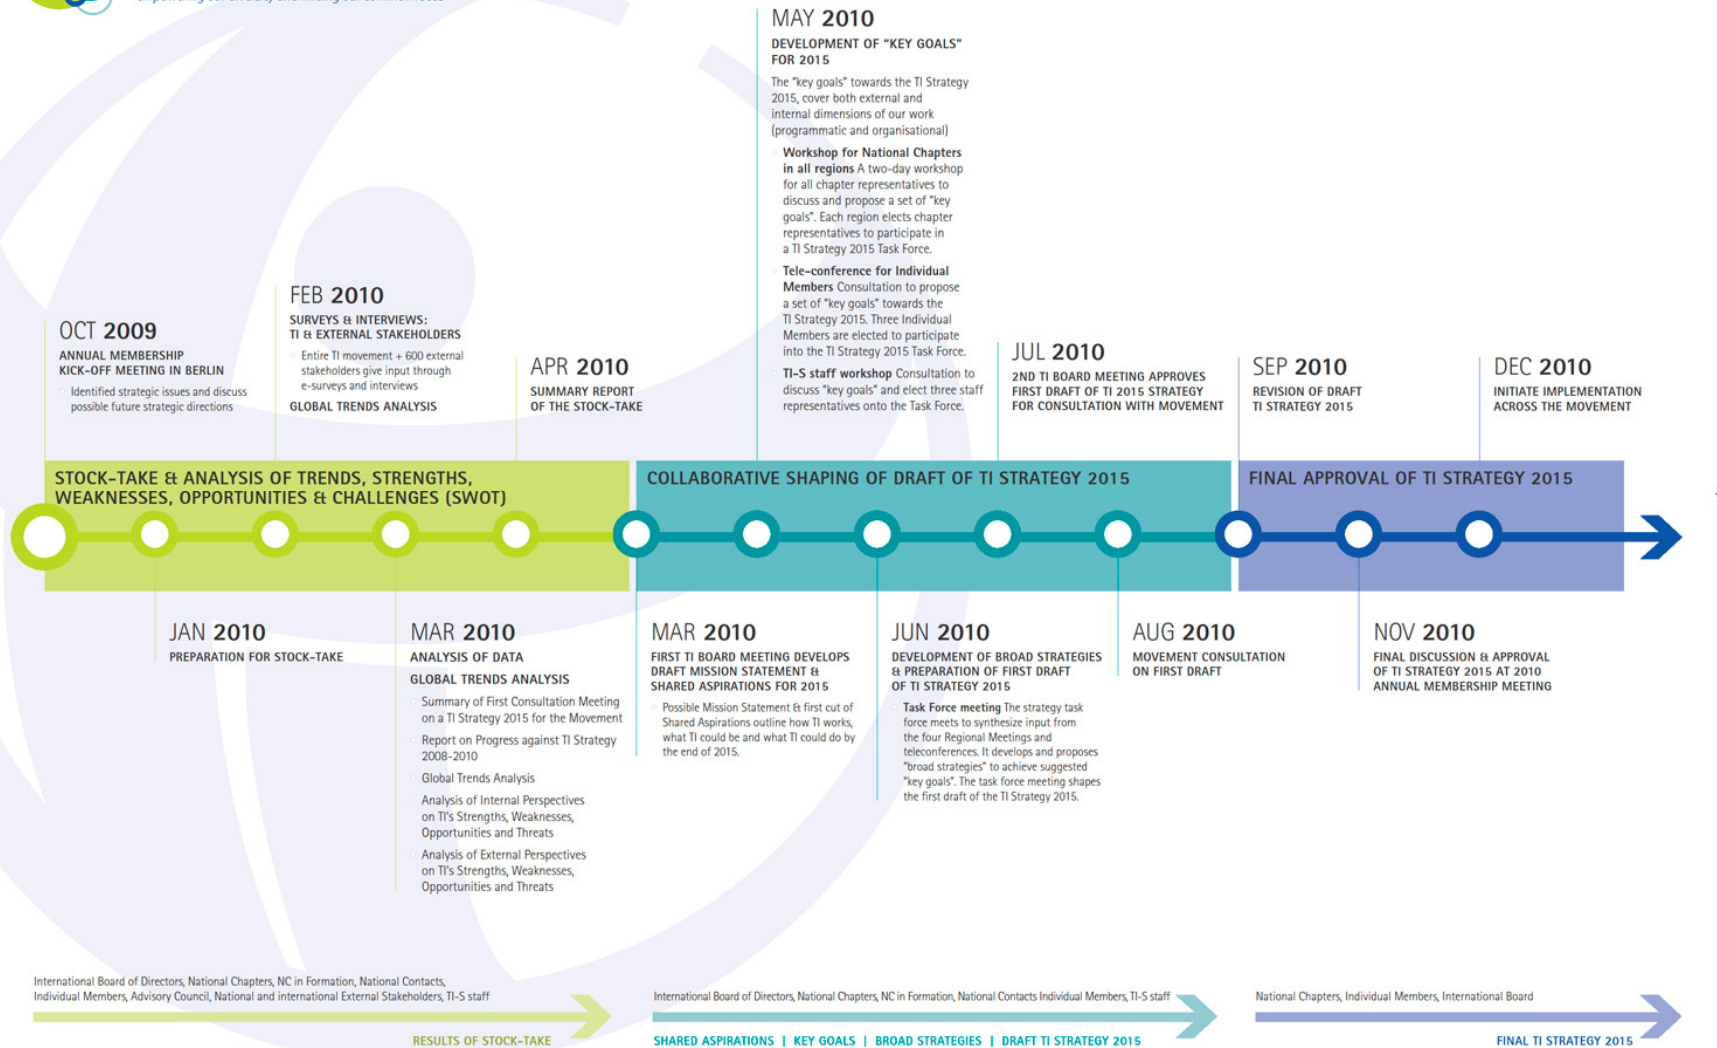 MAY 2010
DEVELOPMENT OF "KEY GOALS"
FOR 2015
The "key goals" towards the TI Strategy
2015, cover both external and
internal dimensions of our work
(programmatic and organisational)
Workshop for National Chapters
in all regions A two-day workshop
for all chapter representatives to
discuss and propose a set of "key
goals". Each region elects chapter
representatives to participate in
a TI Strategy 2015 Task Force.
Tele-conference for Individual
Members Consultation to propose
a set of "key goals" towards the
TI Strategy 2015. Three Individual
Members are elected to participate
into the TI Strategy 2015 Task Force.
TI-S staff workshop Consultation to
discuss "key goals" and elect three staff
representatives onto the Task Force.
OCT 2009
ANNUAL MEMBERSHIP
KICK-OFF MEETING IN BERLIN
Identified strategic issues and discuss
possible future strategic directions
FEB 2010
SURVEYS & INTERVIEWS:
TI & EXTERNAL STAKEHOLDERS
Entire TI movement + 600 external
stakeholders give input through
e-surveys and interviews
GLOBAL TRENDS ANALYSIS
APR 2010
SUMMARY REPORT
OF THE STOCK-TAKE
JUL 2010
2ND TI BOARD MEETING APPROVES
FIRST DRAFT OF TI 2015 STRATEGY
FOR CONSULTATION WITH MOVEMENT
SEP 2010
REVISION OF DRAFT
TI STRATEGY 2015
DEC 2010
INITIATE IMPLEMENTATION
ACROSS THE MOVEMENT
STOCK-TAKE & ANALYSIS OF TRENDS, STRENGTHS,
WEAKNESSES, OPPORTUNITIES & CHALLENGES (SWOT)
COLLABORATIVE SHAPING OF DRAFT OF TI STRATEGY 2015
FINAL APPROVAL OF TI STRATEGY 2015
JAN 2010
PREPARATION FOR STOCK-TAKE
MAR 2010
ANALYSIS OF DATA
GLOBAL TRENDS ANALYSIS
Summary of First Consultation Meeting
on a TI Strategy 2015 for the Movement
Report on Progress against TI Strategy
2008-2010
Global Trends Analysis
Analysis of Internal Perspectives
on TI's Strengths, Weaknesses,
Opportunities and Threats
Analysis of External Perspectives
on TI's Strengths, Weaknesses,
Opportunities and Threats
MAR 2010
FIRST TI BOARD MEETING DEVELOPS
DRAFT MISSION STATEMENT &
SHARED ASPIRATIONS FOR 2015
Possible Mission Statement & first cut of
Shared Aspirations outline how TI works,
what TI could be and what TI could do by
the end of 2015.
JUN 2010
DEVELOPMENT OF BROAD STRATEGIES
& PREPARATION OF FIRST DRAFT
OF TI STRATEGY 2015
Task Force meeting The strategy task
force meets to synthesize input from
the four Regional Meetings and
teleconferences. It develops and proposes
"broad strategies" to achieve suggested
"key goals". The task force meeting shapes
the first draft of the TI Strategy 2015.
AUG 2010
MOVEMENT CONSULTATION
ON FIRST DRAFT
NOV 2010
FINAL DISCUSSION & APPROVAL
OF TI STRATEGY 2015 AT 2010
ANNUAL MEMBERSHIP MEETING
International Board of Directors, National Chapters, NC in Formation, National Contacts,
Individual Members, Advisory Council, National and international External Stakeholders, TI-S staff
RESULTS OF STOCK-TAKE
International Board of Directors, National Chapters, NC in Formation, National Contacts Individual Members, TI-S staff
SHARED ASPIRATIONS | KEY GOALS | BROAD STRATEGIES | DRAFT TI STRATEGY 2015
National Chapters, Individual Members, International Board
FINAL TI STRATEGY 2015